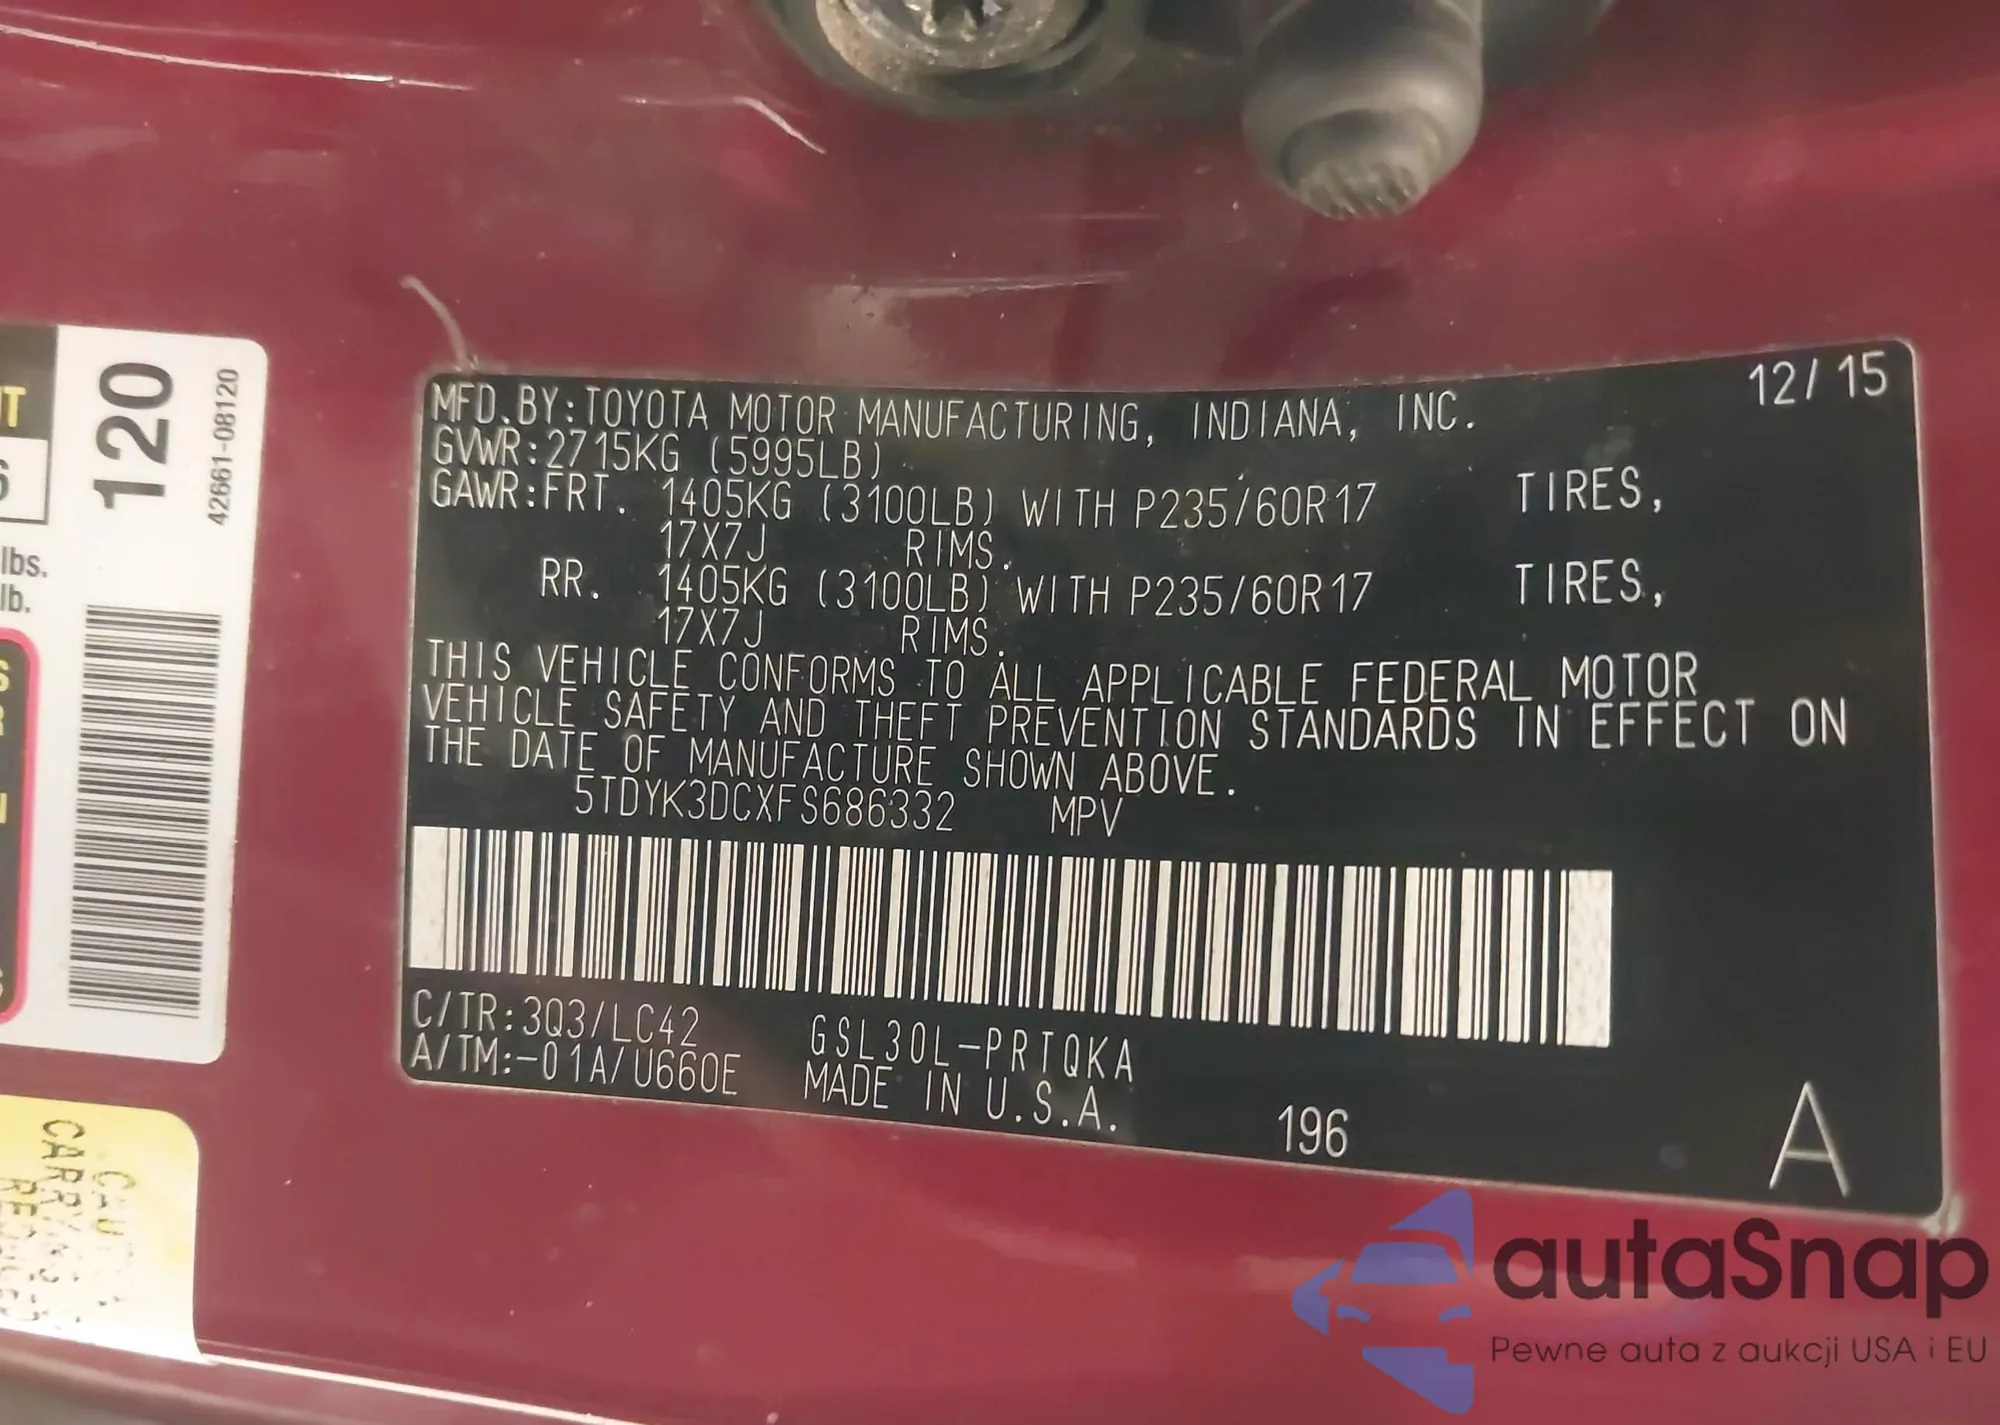 MFD.BY:TOYOTA MOTOR MANUFACTURING, INDIANA, INC. 12/15
GVWR:2715KG (5995LB)
GAWR:FRT. 1405KG (3100LB) WITH P235/60R17 TIRES,
17X7J RIMS.
RR. 1405KG (3100LB) WITH P235/60R17 TIRES,
17X7J RIMS.
THIS VEHICLE CONFORMS TO ALL APPLICABLE FEDERAL MOTOR
VEHICLE SAFETY AND THEFT PREVENTION STANDARDS IN EFFECT ON
THE DATE OF MANUFACTURE SHOWN ABOVE.
5TDYK3DCXFS686332 MPV
C/TR:3Q3/LC42 GSL30L-PRTQKA
A/TM:-01A/U660E MADE IN U.S.A.
196 A
120
42661-08120
lbs.
lb.
CARRY
autaSnap
Pewne auta z aukcji USA i EU